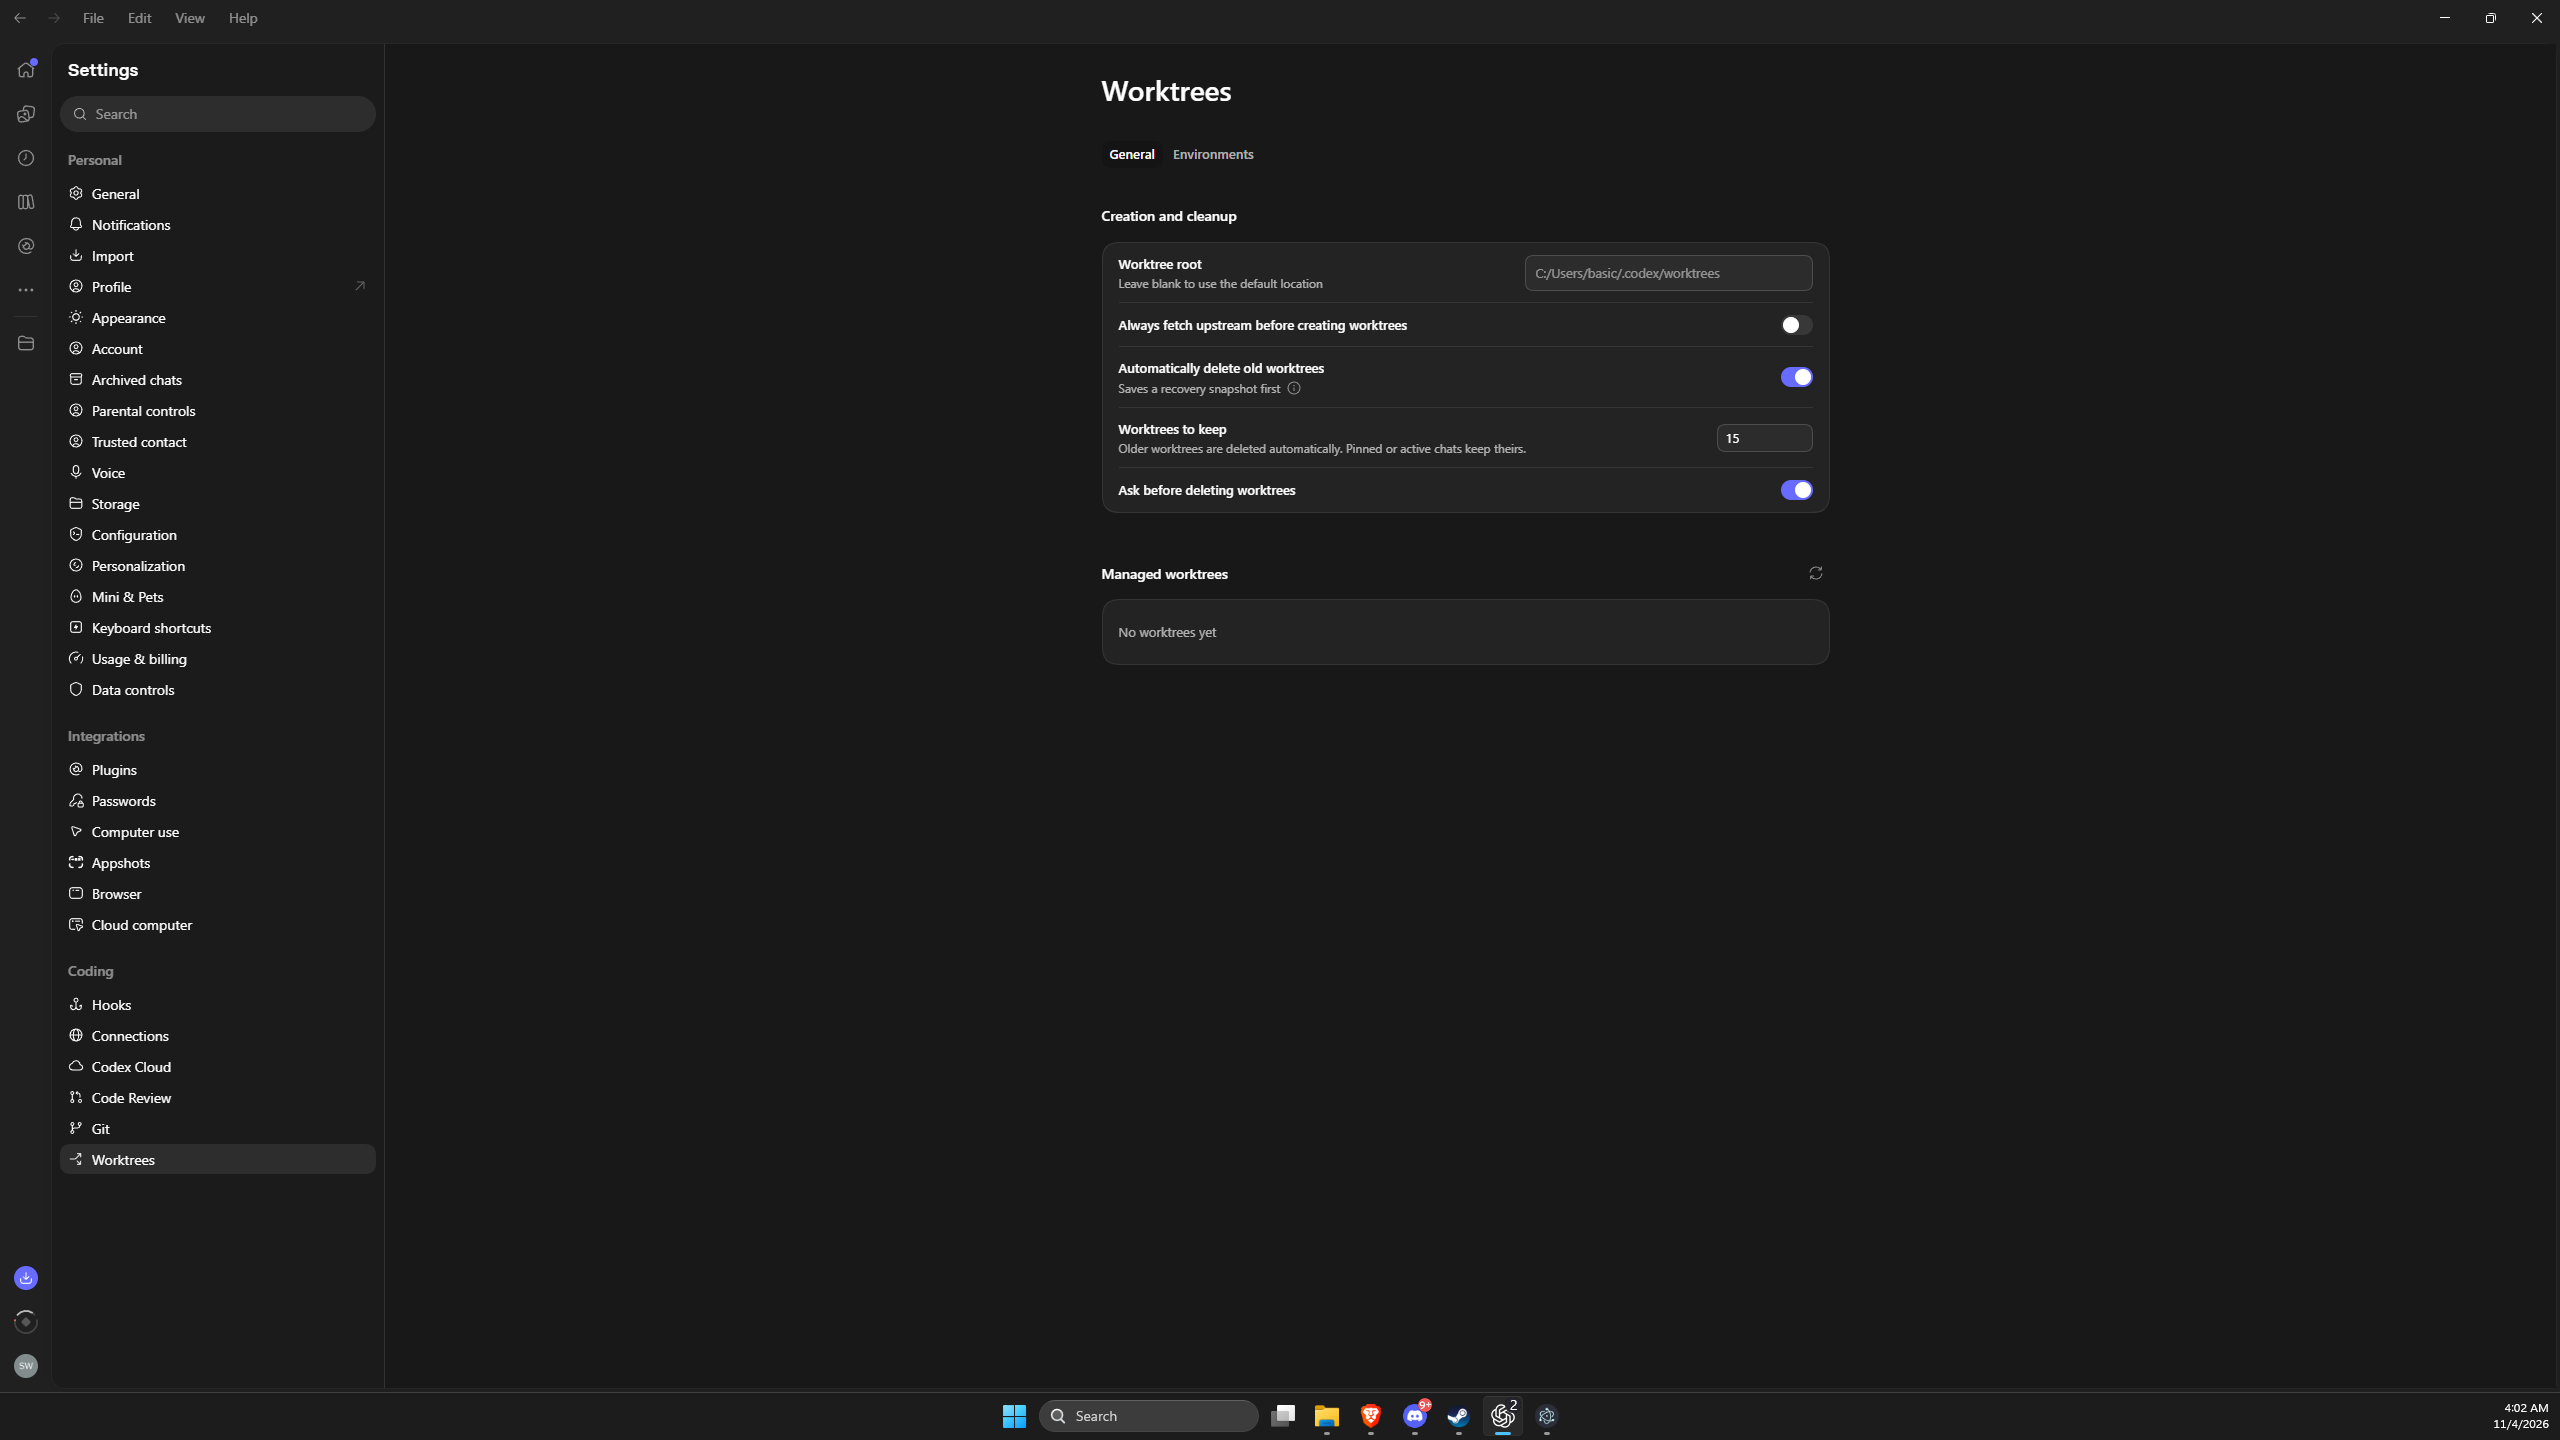 File Edit View Help
Settings
Search
Personal
General
Notifications
Import
Profile
Appearance
Account
Archived chats
Parental controls
Trusted contact
Voice
Storage
Configuration
Personalization
Mini & Pets
Keyboard shortcuts
Usage & billing
Data controls
Integrations
Plugins
Passwords
Computer use
Appshots
Browser
Cloud computer
Coding
Hooks
Connections
Codex Cloud
Code Review
Git
Worktrees
SW
Worktrees
General Environments
Creation and cleanup
Worktree root
Leave blank to use the default location
C:/Users/basic/.codex/worktrees
Always fetch upstream before creating worktrees
Automatically delete old worktrees
Saves a recovery snapshot first
Worktrees to keep
Older worktrees are deleted automatically. Pinned or active chats keep theirs.
15
Ask before deleting worktrees
Managed worktrees
No worktrees yet
Search
9+
2
4:02 AM
11/4/2026